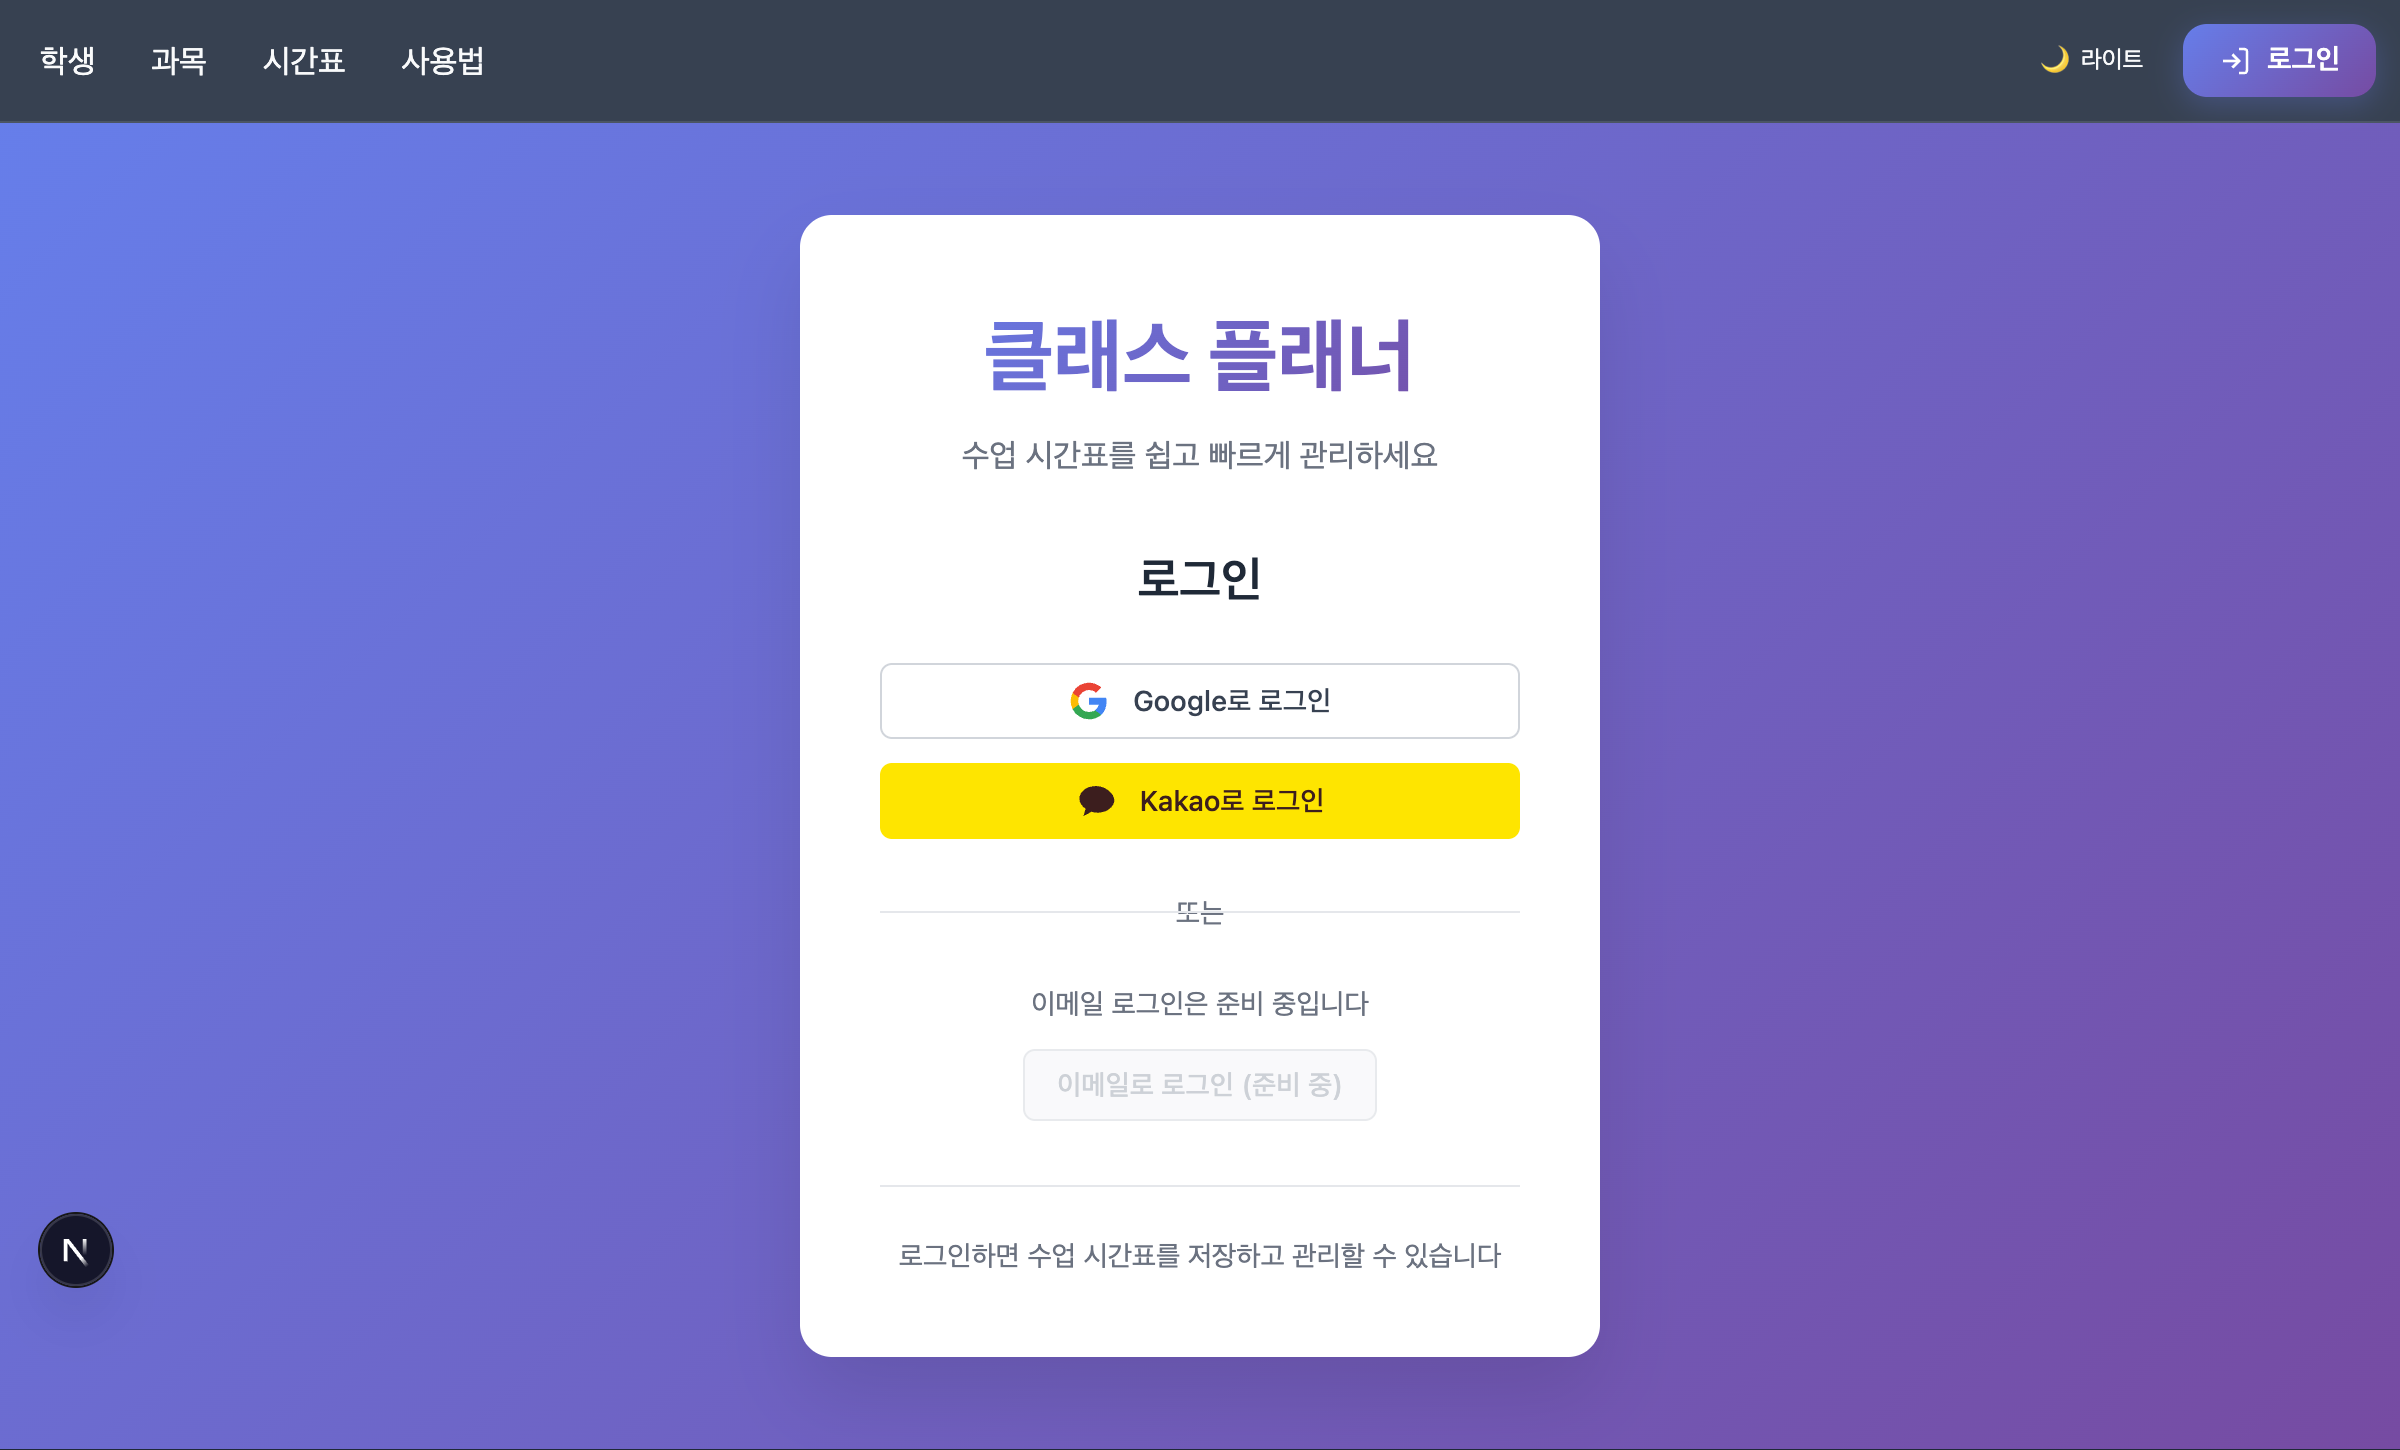 학생 과목 시간표 사용법 🌙 라이트 로그인
클래스 플래너
수업 시간표를 쉽고 빠르게 관리하세요
로그인
Google로 로그인
Kakao로 로그인
또는
이메일 로그인은 준비 중입니다
이메일로 로그인 (준비 중)
N
로그인하면 수업 시간표를 저장하고 관리할 수 있습니다